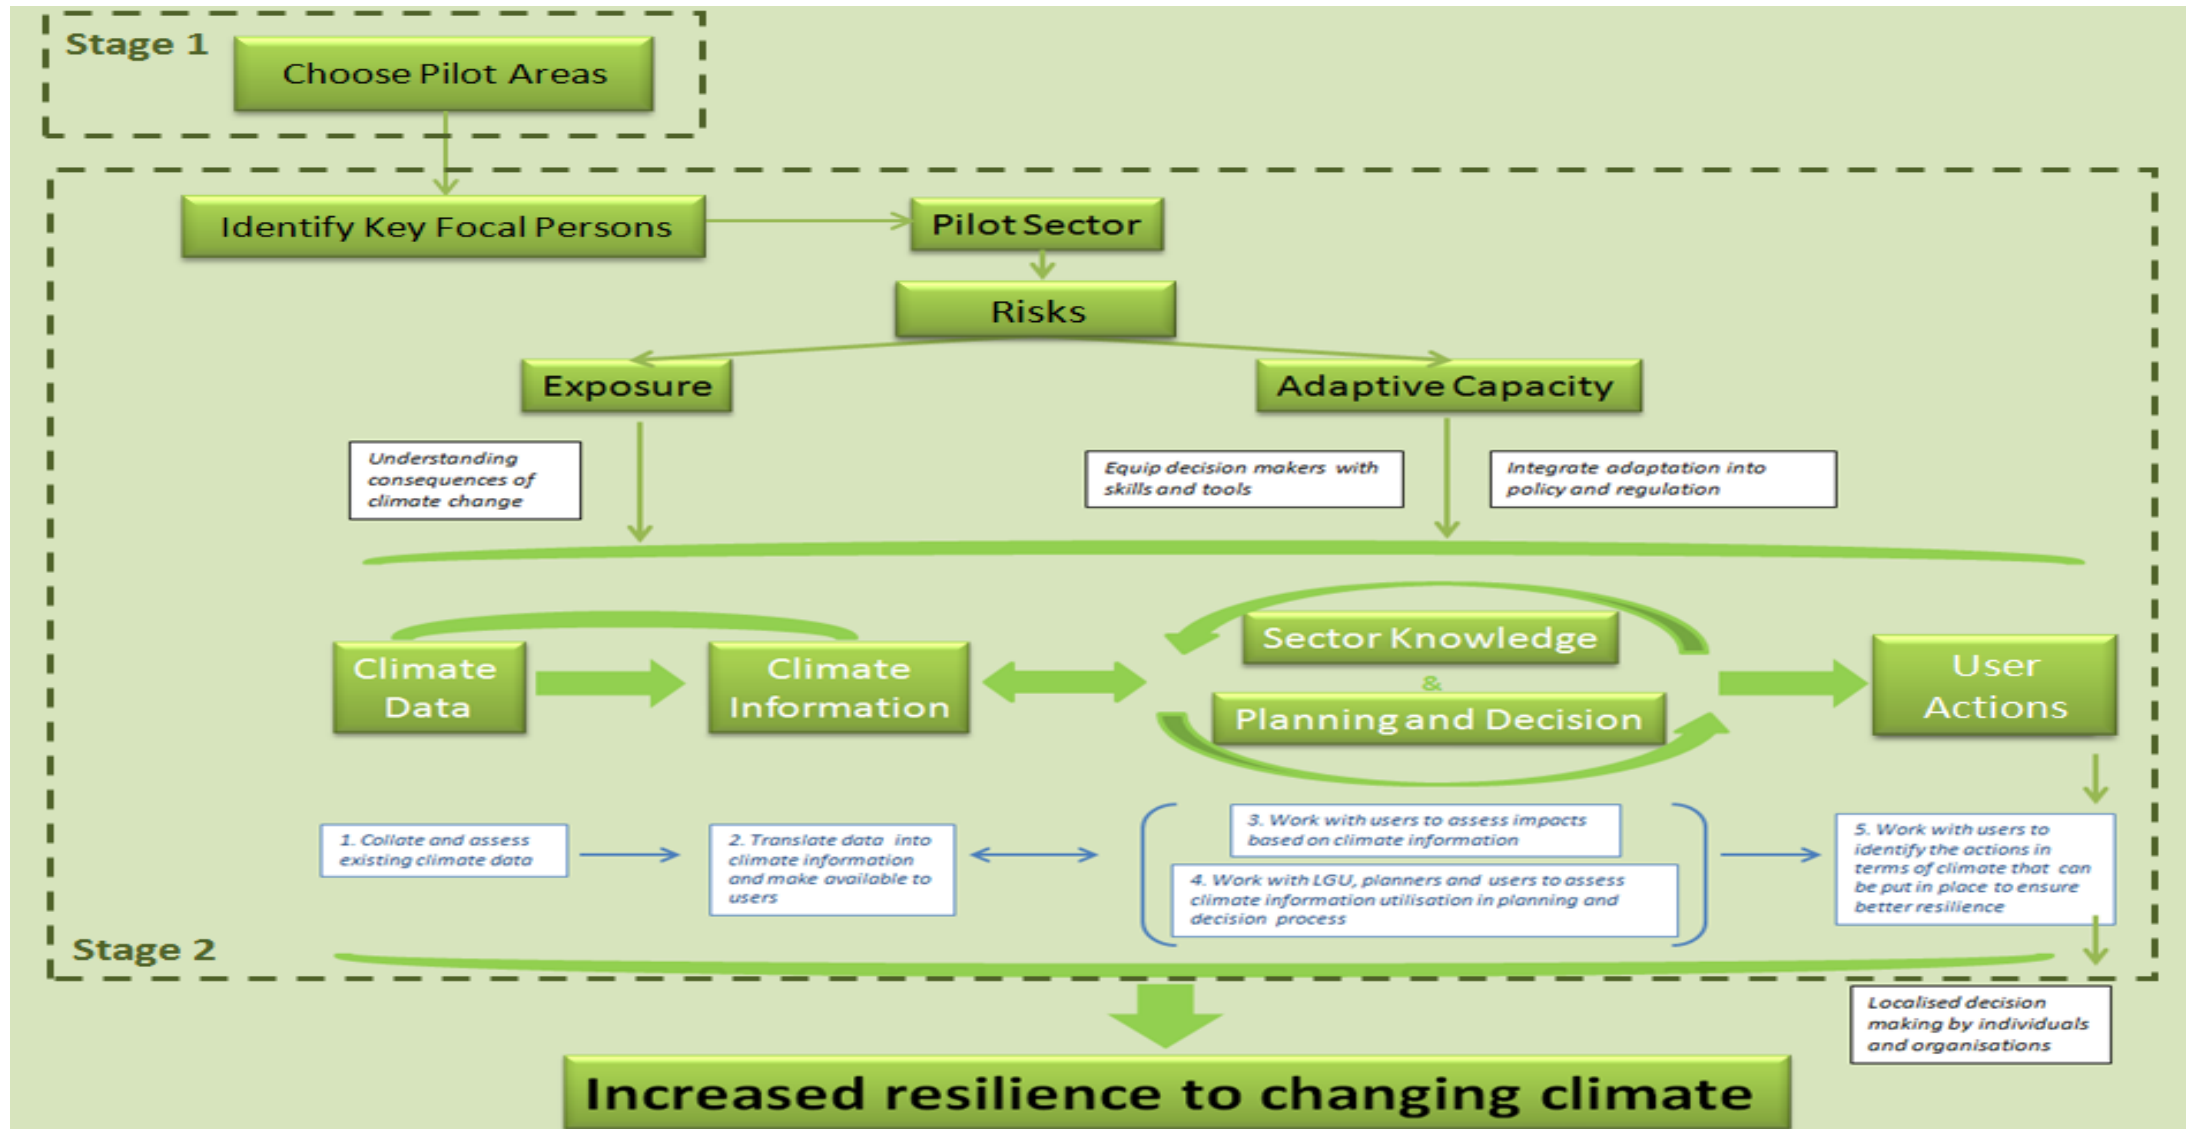 Stage 1
Choose Pilot Areas
Identify Key Focal Persons
Pilot Sector
Risks
Exposure
Adaptive Capacity
Understanding
consequences of
climate change
Equip decision makers with
skills and tools
Integrate adaptation into
policy and regulation
Climate
Data
Climate
Information
Sector Knowledge
&
Planning and Decision
User
Actions
1. Collate and assess
existing climate data
2. Translate data into
climate information
and make available to
users
3. Work with users to assess impacts
based on climate information
4. Work with LGU, planners and users to assess
climate information utilisation in planning and
decision process
5. Work with users to
identify the actions in
terms of climate that can
be put in place to ensure
better resilience
Stage 2
Localised decision
making by individuals
and organisations
Increased resilience to changing climate